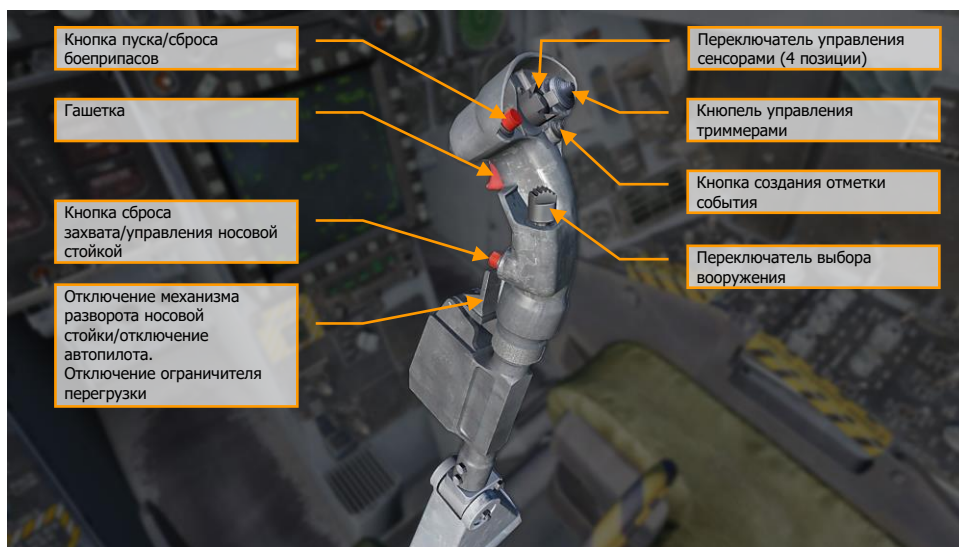 Кнопка пуска/сброса
боеприпасов
Гашетка
Кнопка сброса
захвата/управления носовой
стойкой
Отключение механизма
разворота носовой
стойки/отключение
автопилота.
Отключение ограничителя
перегрузки
Переключатель управления
сенсорами (4 позиции)
Кнюпель управления
триммерами
Кнопка создания отметки
события
Переключатель выбора
вооружения